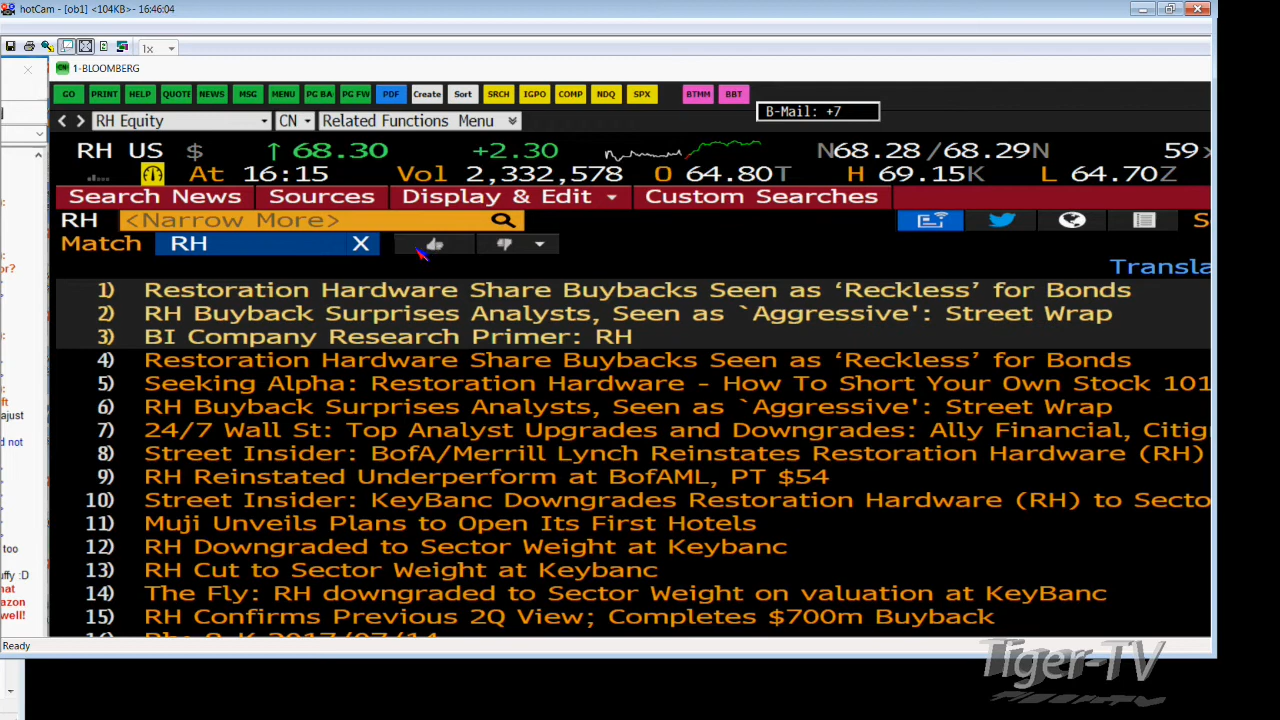 hotCam - [ob1] <104KB> - 16:46:04
1x
1-BLOOMBERG
GO PRINT HELP QUOTE NEWS MSG MENU PG BA PG FW PDF Create Sort SRCH IGPO COMP NDQ SPX BTMM BBT
B-Mail: +7
RH Equity CN Related Functions Menu
RH US $ ↑ 68.30 +2.30 N68.28/68.29N 59x
At 16:15 Vol 2,332,578 O 64.80T H 69.15K L 64.70Z
Search News Sources Display & Edit Custom Searches
RH <Narrow More> S
Match RH X
Transla
or?
1) Restoration Hardware Share Buybacks Seen as ‘Reckless’ for Bonds
2) RH Buyback Surprises Analysts, Seen as `Aggressive': Street Wrap
3) BI Company Research Primer: RH
4) Restoration Hardware Share Buybacks Seen as ‘Reckless’ for Bonds
5) Seeking Alpha: Restoration Hardware - How To Short Your Own Stock 101
ft
6) RH Buyback Surprises Analysts, Seen as `Aggressive': Street Wrap
ajust
7) 24/7 Wall St: Top Analyst Upgrades and Downgrades: Ally Financial, Citig
d not
8) Street Insider: BofA/Merrill Lynch Reinstates Restoration Hardware (RH)
9) RH Reinstated Underperform at BofAML, PT $54
10) Street Insider: KeyBanc Downgrades Restoration Hardware (RH) to Secto
11) Muji Unveils Plans to Open Its First Hotels
12) RH Downgraded to Sector Weight at Keybanc
too
13) RH Cut to Sector Weight at Keybanc
uffy :D
hat
14) The Fly: RH downgraded to Sector Weight on valuation at KeyBanc
azon
15) RH Confirms Previous 2Q View; Completes $700m Buyback
well!
Ready
Tiger-TV